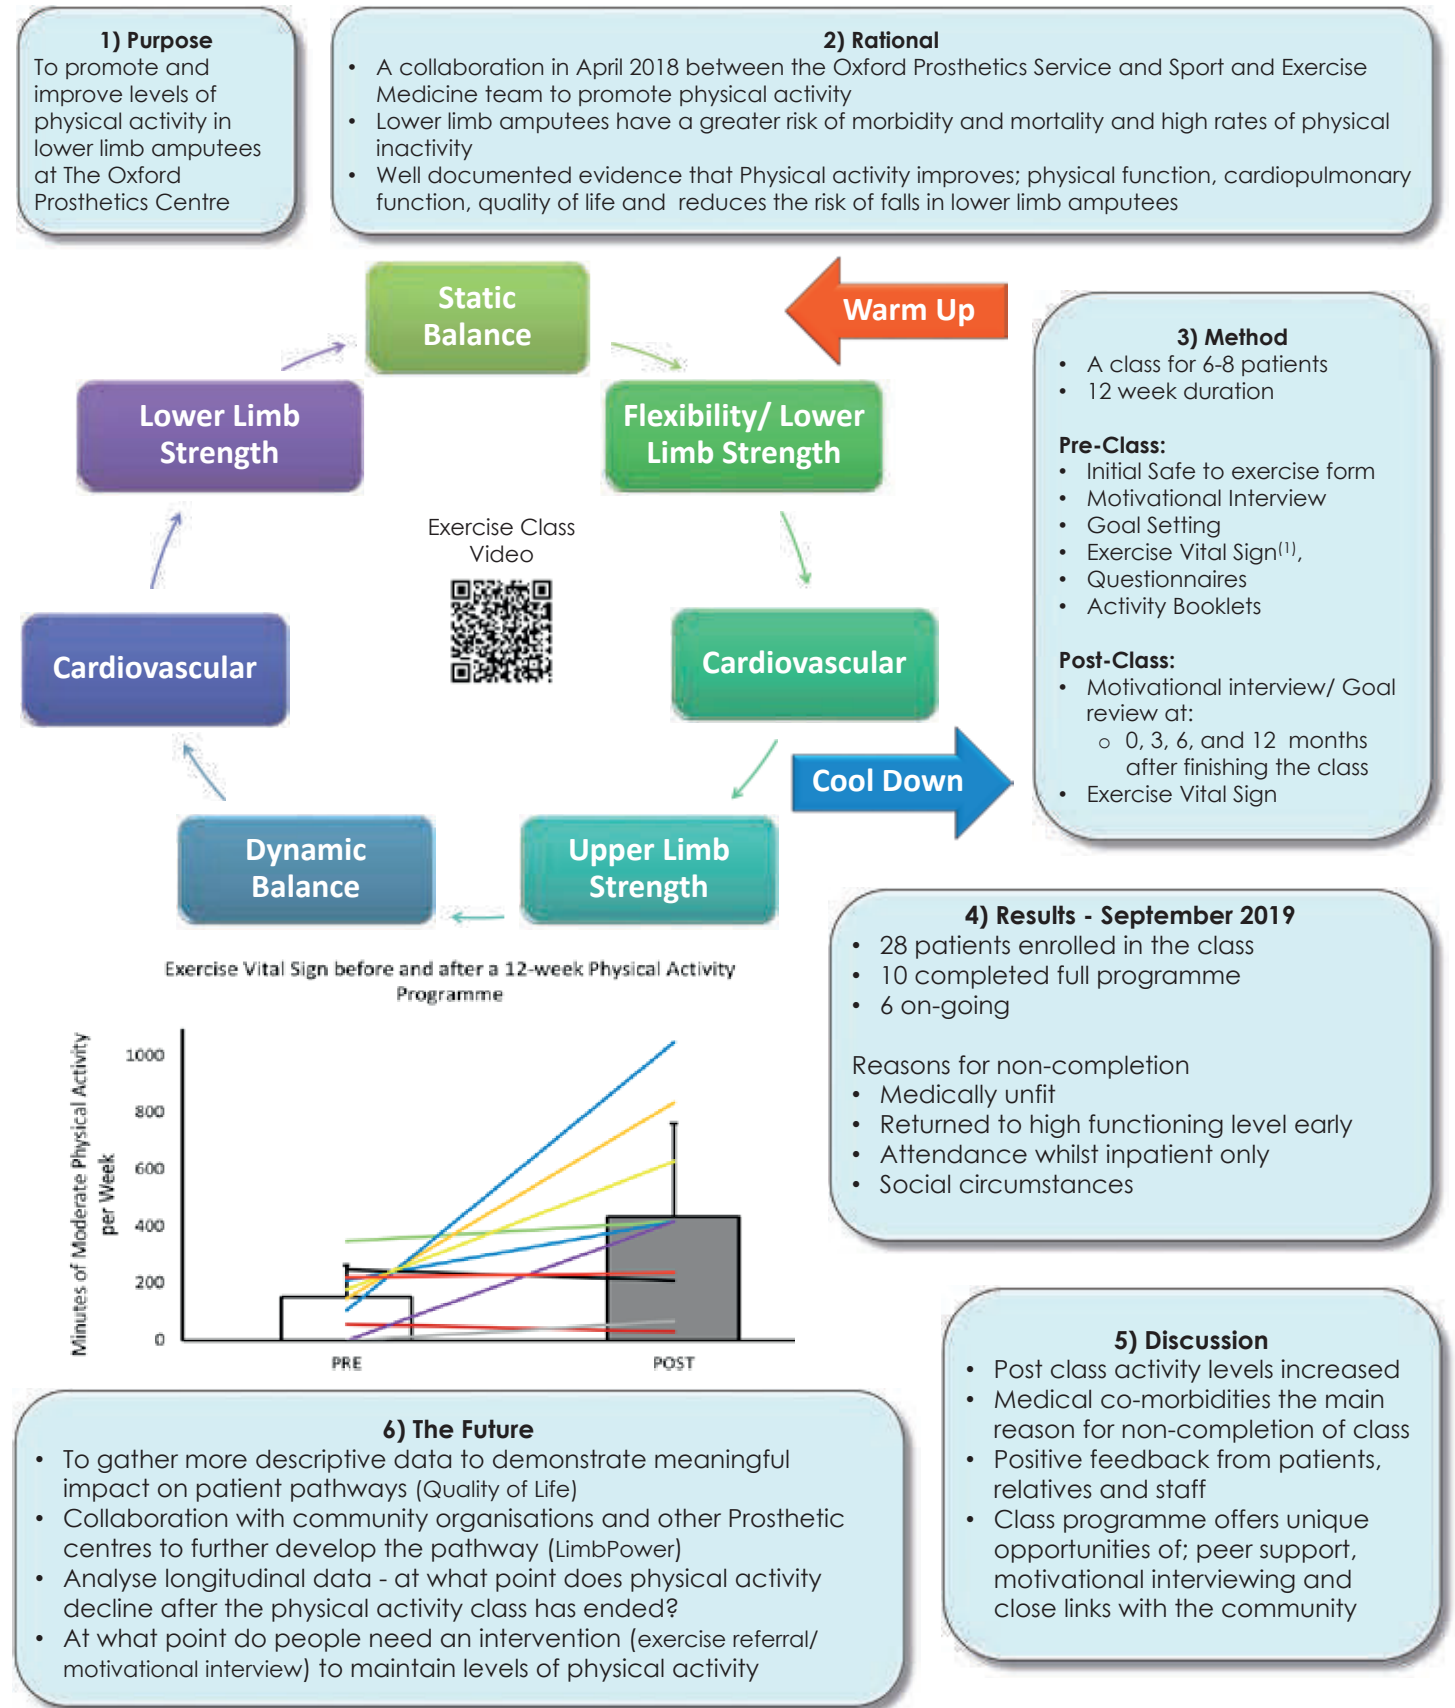 1) Purpose
To promote and
improve levels of
physical activity in
lower limb amputees
at The Oxford
Prosthetics Centre
2) Rational
• A collaboration in April 2018 between the Oxford Prosthetics Service and Sport and Exercise
Medicine team to promote physical activity
• Lower limb amputees have a greater risk of morbidity and mortality and high rates of physical
inactivity
• Well documented evidence that Physical activity improves; physical function, cardiopulmonary
function, quality of life and reduces the risk of falls in lower limb amputees
Static
Balance
Warm Up
Lower Limb
Strength
Flexibility/ Lower
Limb Strength
Exercise Class
Video
Cardiovascular
Cardiovascular
Cool Down
Dynamic
Balance
Upper Limb
Strength
3) Method
• A class for 6-8 patients
• 12 week duration
Pre-Class:
• Initial Safe to exercise form
• Motivational Interview
• Goal Setting
• Exercise Vital Sign(1),
• Questionnaires
• Activity Booklets
Post-Class:
• Motivational interview/ Goal
review at:
o 0, 3, 6, and 12 months
after finishing the class
• Exercise Vital Sign
4) Results - September 2019
• 28 patients enrolled in the class
• 10 completed full programme
• 6 on-going
Reasons for non-completion
• Medically unfit
• Returned to high functioning level early
• Attendance whilst inpatient only
• Social circumstances
Exercise Vital Sign before and after a 12-week Physical Activity
Programme
Minutes of Moderate Physical Activity
per Week
1000
800
600
400
200
0
PRE
POST
5) Discussion
• Post class activity levels increased
• Medical co-morbidities the main
reason for non-completion of class
• Positive feedback from patients,
relatives and staff
• Class programme offers unique
opportunities of; peer support,
motivational interviewing and
close links with the community
6) The Future
• To gather more descriptive data to demonstrate meaningful
impact on patient pathways (Quality of Life)
• Collaboration with community organisations and other Prosthetic
centres to further develop the pathway (LimbPower)
• Analyse longitudinal data - at what point does physical activity
decline after the physical activity class has ended?
• At what point do people need an intervention (exercise referral/
motivational interview) to maintain levels of physical activity